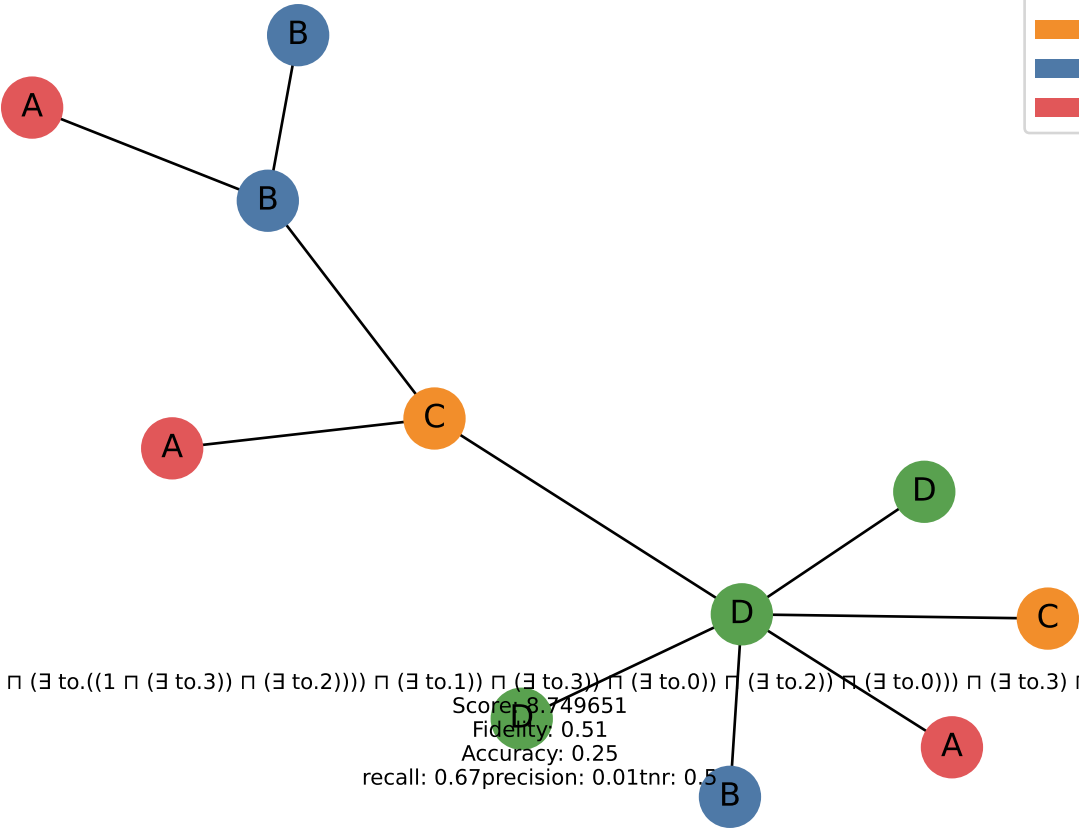 B
A
B
C
A
D
D
C
⊓ (∃ to.((1 ⊓ (∃ to.3)) ⊓ (∃ to.2)))) ⊓ (∃ to.1)) ⊓ (∃ to.3)) ⊓ (∃ to.0)) ⊓ (∃ to.2)) ⊓ (∃ to.0))) ⊓ (∃ to.3)
Score: 8.749651
D
Fidelity: 0.51
A
Accuracy: 0.25
recall: 0.67precision: 0.01tnr: 0.5
B